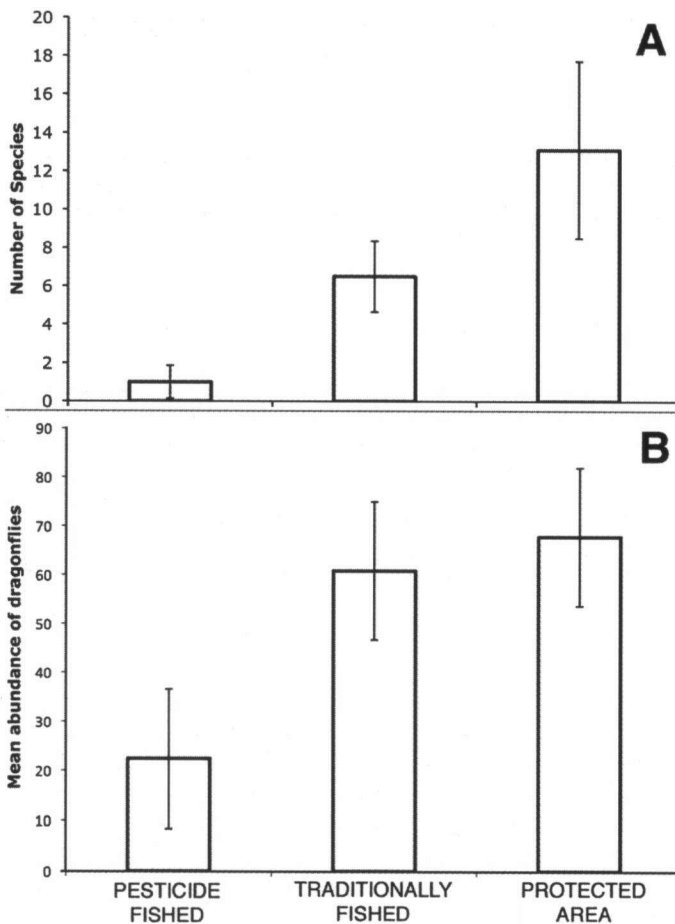 A
Number of Species
20
18
16
14
12
10
8
6
4
2
0
B
Mean abundance of dragonflies
90
80
70
60
50
40
30
20
10
0
PESTICIDE
FISHED
TRADITIONALLY
FISHED
PROTECTED
AREA